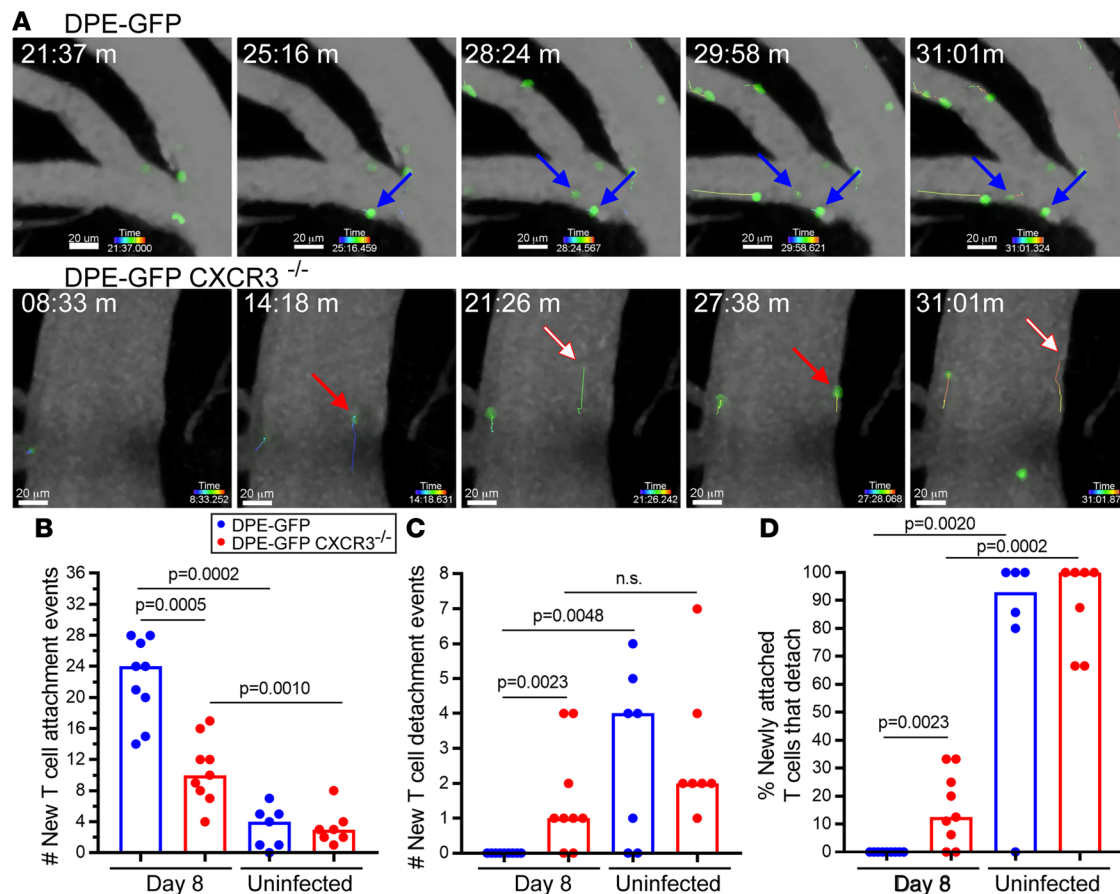 A DPE-GFP
21:37 m 25:16 m 28:24 m 29:58 m 31:01m
20 um 20 μm 20 μm 20 μm 20 μm
Time Time Time Time Time
21:37.000 25:16.459 28:24.567 29:58.621 31:01.324
DPE-GFP CXCR3 -/-
08:33 m 14:18 m 21:26 m 27:38 m 31:01m
20 μm 20 μm 20 μm 20 μm 20 μm
Time Time Time Time Time
8:33.252 14:18.631 21:26.242 27:28.068 31:01.87
B
DPE-GFP
DPE-GFP CXCR3-/-
# New T cell attachment events
36
32
28
24
20
16
12
8
4
0
p=0.0002
p=0.0005
p=0.0010
Day 8 Uninfected
C
# New T cell detachment events
8
7
6
5
4
3
2
1
0
n.s.
p=0.0048
p=0.0023
Day 8 Uninfected
D
% Newly attached
T cells that detach
100
90
80
70
60
50
40
30
20
10
0
p=0.0020
p=0.0002
p=0.0023
Day 8 Uninfected